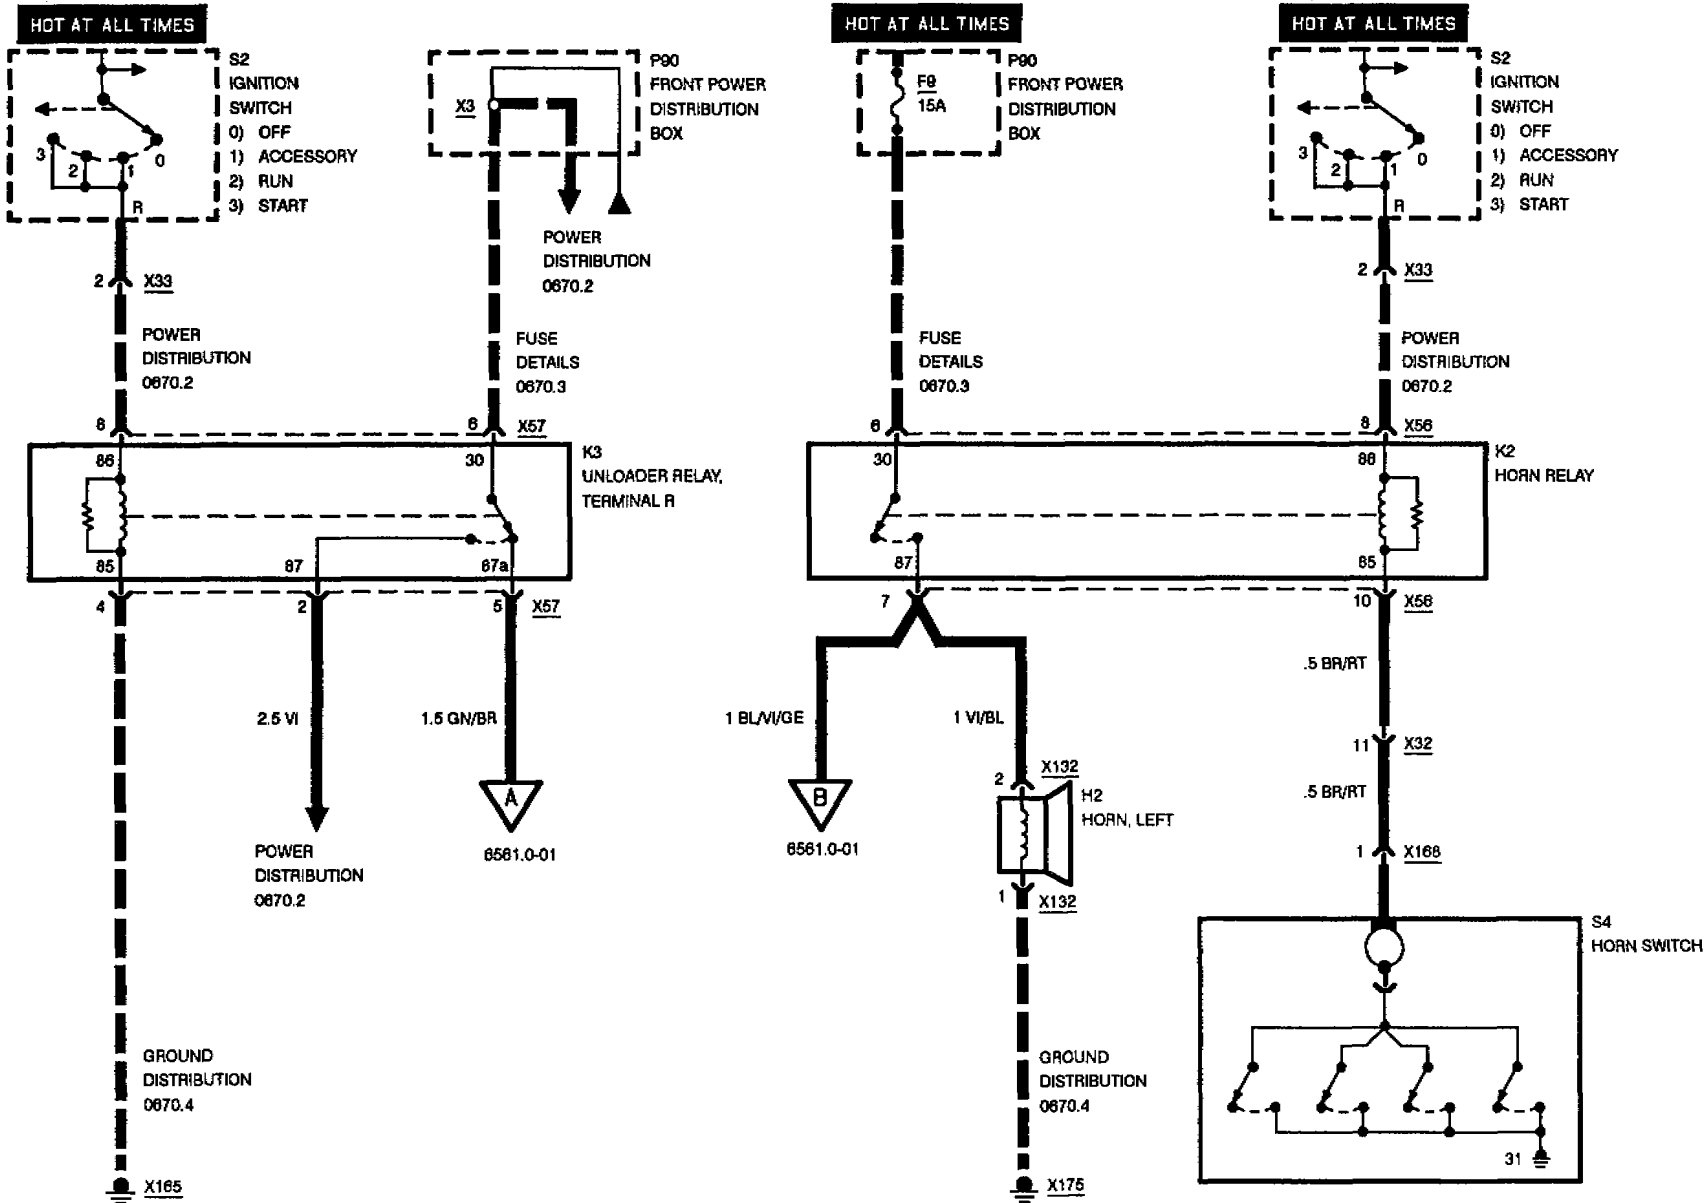 HOT AT ALL TIMES
HOT AT ALL TIMES
HOT AT ALL TIMES
S2
IGNITION
SWITCH
0) OFF
1) ACCESSORY
2) RUN
3) START
3
2
1
0
R
X3
P90
FRONT POWER
DISTRIBUTION
BOX
POWER
DISTRIBUTION
0670.2
F9
15A
P90
FRONT POWER
DISTRIBUTION
BOX
3
2
1
0
R
S2
IGNITION
SWITCH
0) OFF
1) ACCESSORY
2) RUN
3) START
2
X33
2
X33
POWER
DISTRIBUTION
0670.2
FUSE
DETAILS
0670.3
FUSE
DETAILS
0670.3
POWER
DISTRIBUTION
0670.2
8
6
X57
6
8
X56
86
30
K3
UNLOADER RELAY,
TERMINAL R
30
86
K2
HORN RELAY
85
87
87a
87
85
4
2
5
X57
7
10
X56
2.5 VI
1.5 GN/BR
1 BL/VI/GE
1 VI/BL
.5 BR/RT
11
X32
.5 BR/RT
1
X168
A
6561.0-01
B
6561.0-01
2
X132
H2
HORN, LEFT
1
X132
POWER
DISTRIBUTION
0670.2
S4
HORN SWITCH
GROUND
DISTRIBUTION
0670.4
GROUND
DISTRIBUTION
0670.4
31
X165
X175